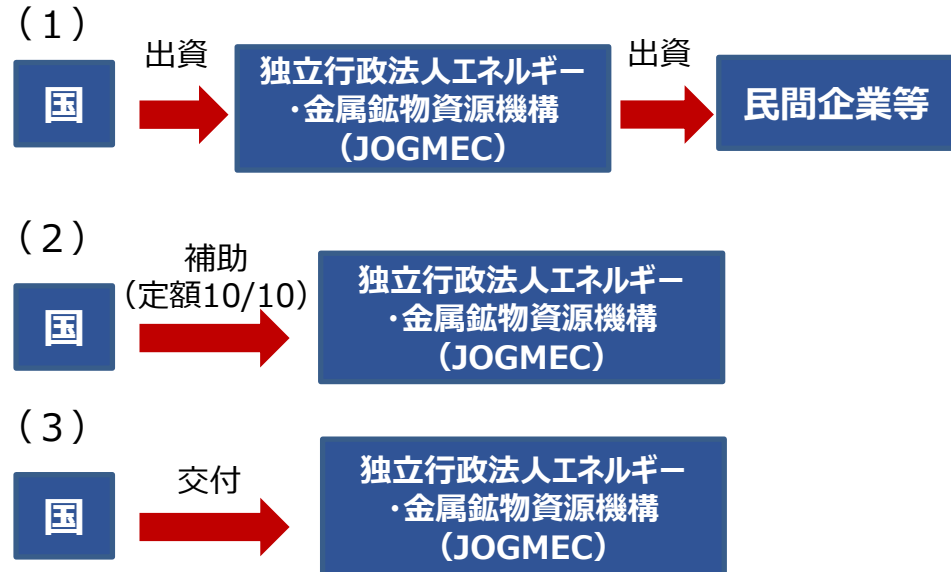 （１）
国
出資
独立行政法人エネルギー
・金属鉱物資源機構
（JOGMEC）
出資
民間企業等
（２）
国
補助
（定額10/10）
独立行政法人エネルギー
・金属鉱物資源機構
（JOGMEC）
（３）
国
交付
独立行政法人エネルギー
・金属鉱物資源機構
（JOGMEC）